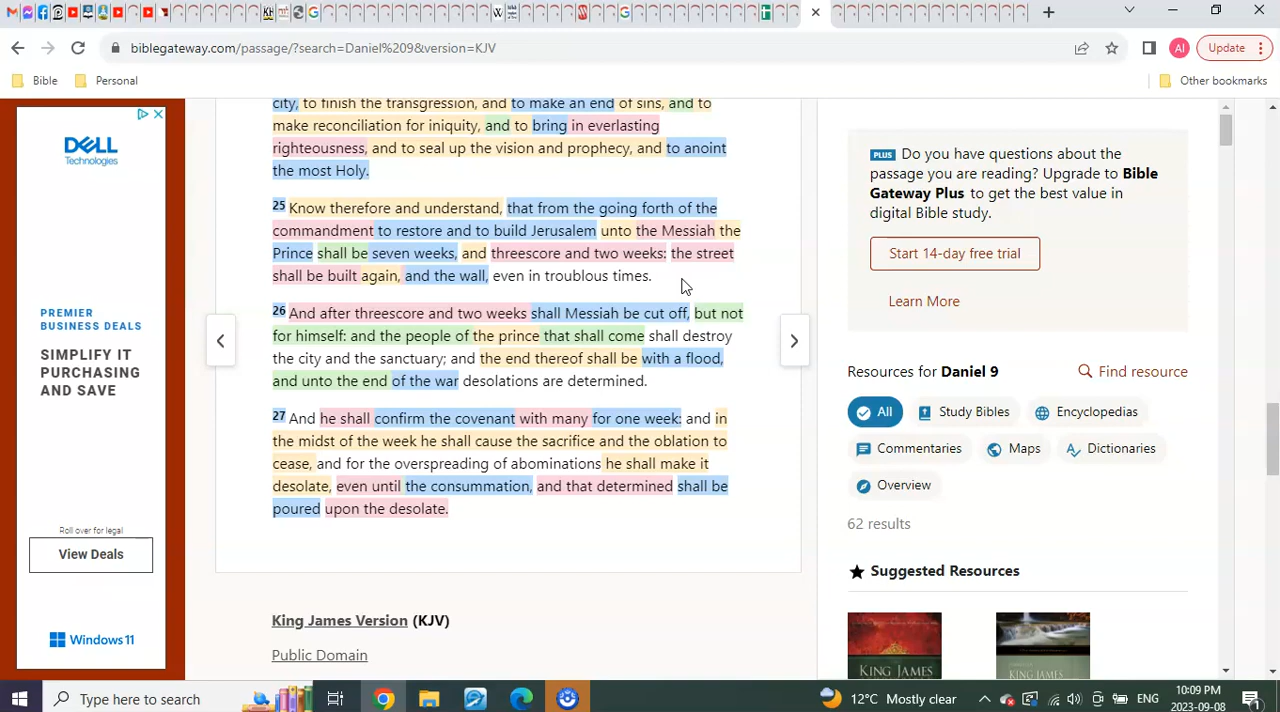 biblegateway.com/passage/?search=Daniel%209&version=KJV
AI
Update
Bible
Personal
Other bookmarks
DELL
Technologies
PREMIER
BUSINESS DEALS
SIMPLIFY IT
PURCHASING
AND SAVE
Roll over for legal
View Deals
Windows 11
city, to finish the transgression, and to make an end of sins, and to
make reconciliation for iniquity, and to bring in everlasting
righteousness, and to seal up the vision and prophecy, and to anoint
the most Holy.
25 Know therefore and understand, that from the going forth of the
commandment to restore and to build Jerusalem unto the Messiah the
Prince shall be seven weeks, and threescore and two weeks: the street
shall be built again, and the wall, even in troublous times.
26 And after threescore and two weeks shall Messiah be cut off, but not
for himself: and the people of the prince that shall come shall destroy
the city and the sanctuary; and the end thereof shall be with a flood,
and unto the end of the war desolations are determined.
27 And he shall confirm the covenant with many for one week: and in
the midst of the week he shall cause the sacrifice and the oblation to
cease, and for the overspreading of abominations he shall make it
desolate, even until the consummation, and that determined shall be
poured upon the desolate.
King James Version (KJV)
Public Domain
PLUS Do you have questions about the
passage you are reading? Upgrade to Bible
Gateway Plus to get the best value in
digital Bible study.
Start 14-day free trial
Learn More
Resources for Daniel 9
Find resource
All
Study Bibles
Encyclopedias
Commentaries
Maps
Dictionaries
Overview
62 results
Suggested Resources
KING JAMES
KING JAMES
Type here to search
12°C Mostly clear
ENG
10:09 PM
2023-09-08
1